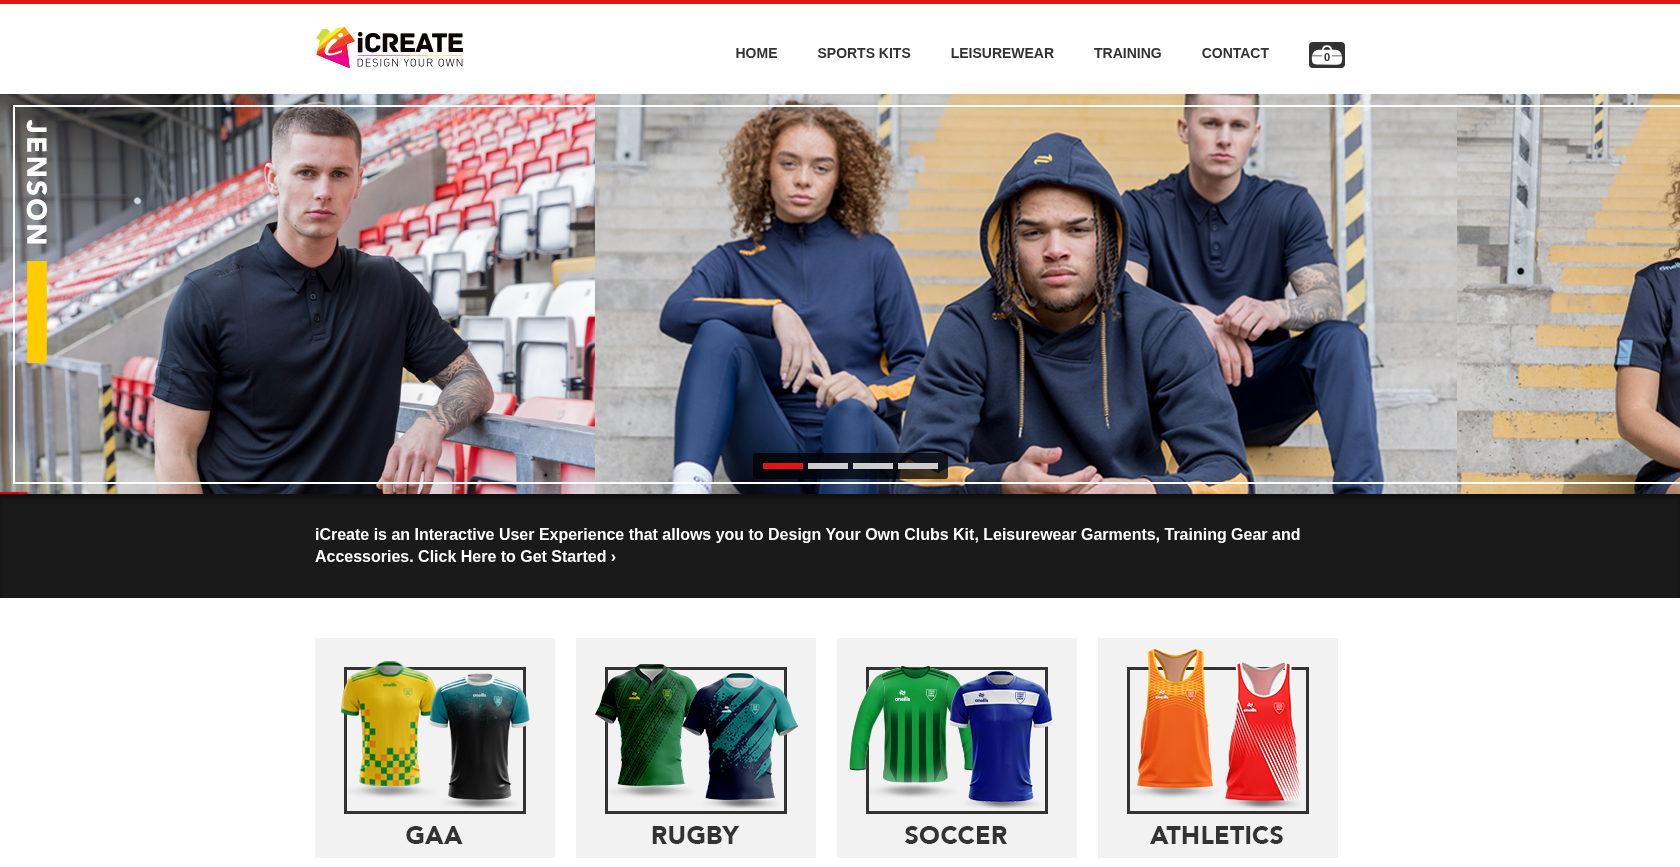 iCREATE
DESIGN YOUR OWN
HOME
SPORTS KITS
LEISUREWEAR
TRAINING
CONTACT
0
JENSON
iCreate is an Interactive User Experience that allows you to Design Your Own Clubs Kit, Leisurewear Garments, Training Gear and
Accessories. Click Here to Get Started ›
GAA
RUGBY
SOCCER
ATHLETICS